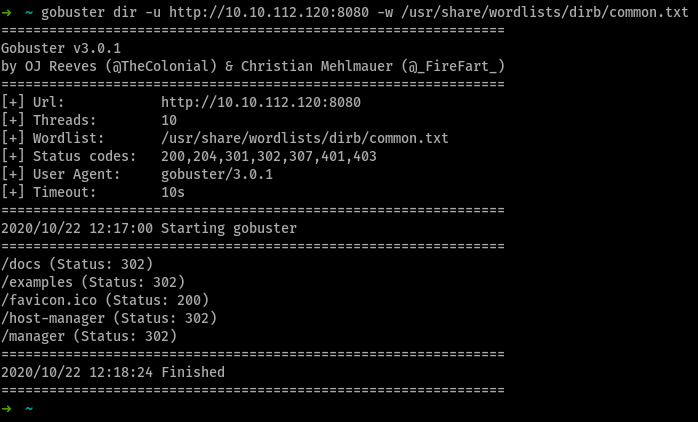 ➜  ~ gobuster dir -u http://10.10.112.120:8080 -w /usr/share/wordlists/dirb/common.txt
===============================================================
Gobuster v3.0.1
by OJ Reeves (@TheColonial) & Christian Mehlmauer (@_FireFart_)
===============================================================
[+] Url:            http://10.10.112.120:8080
[+] Threads:        10
[+] Wordlist:       /usr/share/wordlists/dirb/common.txt
[+] Status codes:   200,204,301,302,307,401,403
[+] User Agent:     gobuster/3.0.1
[+] Timeout:        10s
===============================================================
2020/10/22 12:17:00 Starting gobuster
===============================================================
/docs (Status: 302)
/examples (Status: 302)
/favicon.ico (Status: 200)
/host-manager (Status: 302)
/manager (Status: 302)
===============================================================
2020/10/22 12:18:24 Finished
===============================================================
➜  ~